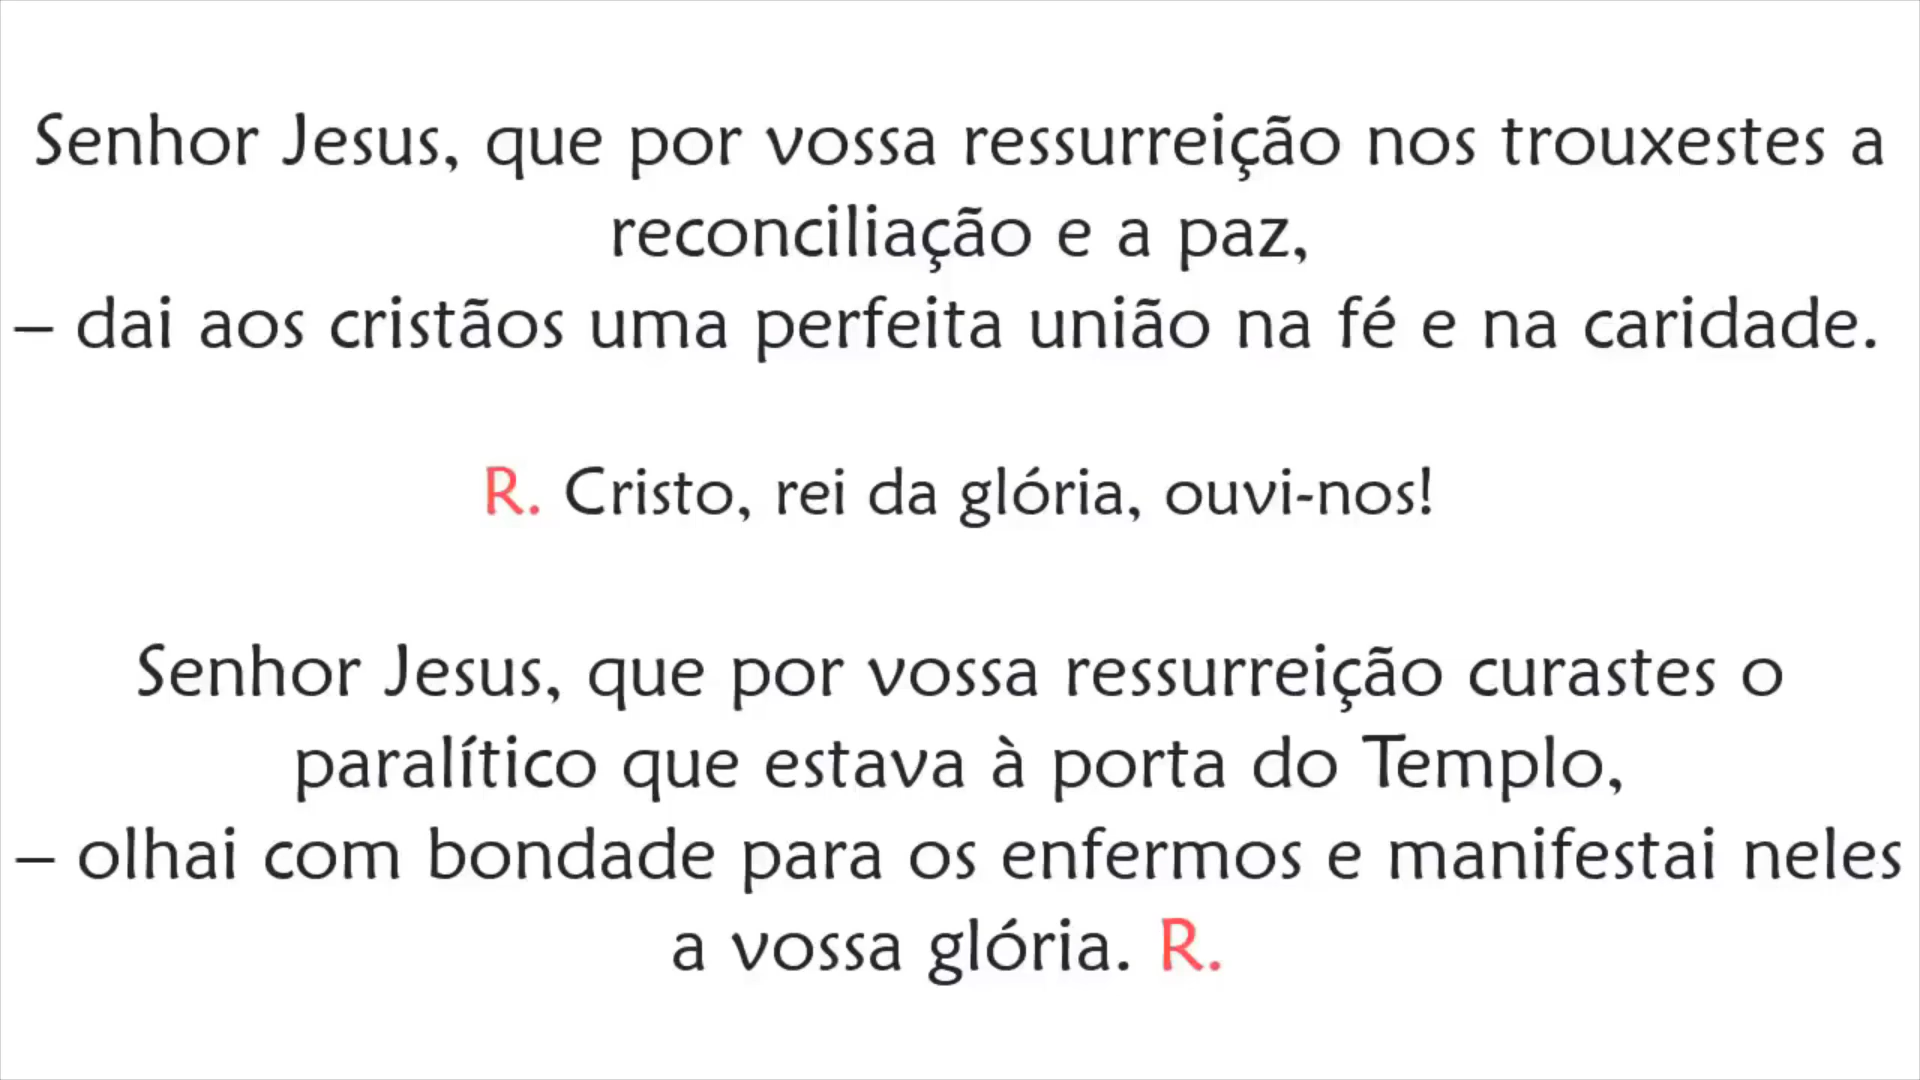 Senhor Jesus, que por vossa ressurreição nos trouxestes a
reconciliação e a paz,
– dai aos cristãos uma perfeita união na fé e na caridade.
R. Cristo, rei da glória, ouvi-nos!
Senhor Jesus, que por vossa ressurreição curastes o
paralítico que estava à porta do Templo,
– olhai com bondade para os enfermos e manifestai neles
a vossa glória. R.